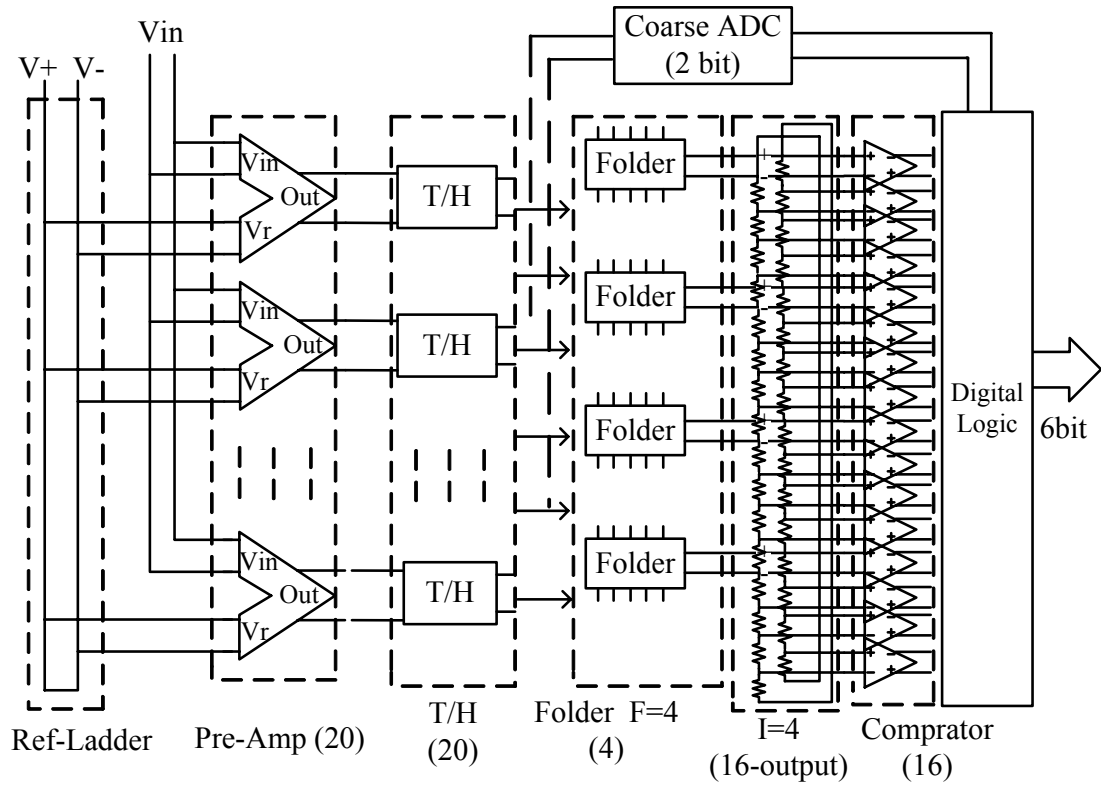 Vin
V+ V-
Coarse ADC
(2 bit)
Vin
Out
Vr
T/H
Folder
+
-
Vin
Out
Vr
T/H
Folder
+
-
Folder
+
-
Vin
Out
Vr
T/H
Folder
+
-
Digital
Logic
6bit
Ref-Ladder
Pre-Amp (20)
T/H
(20)
Folder F=4
(4)
I=4
(16-output)
Comprator
(16)